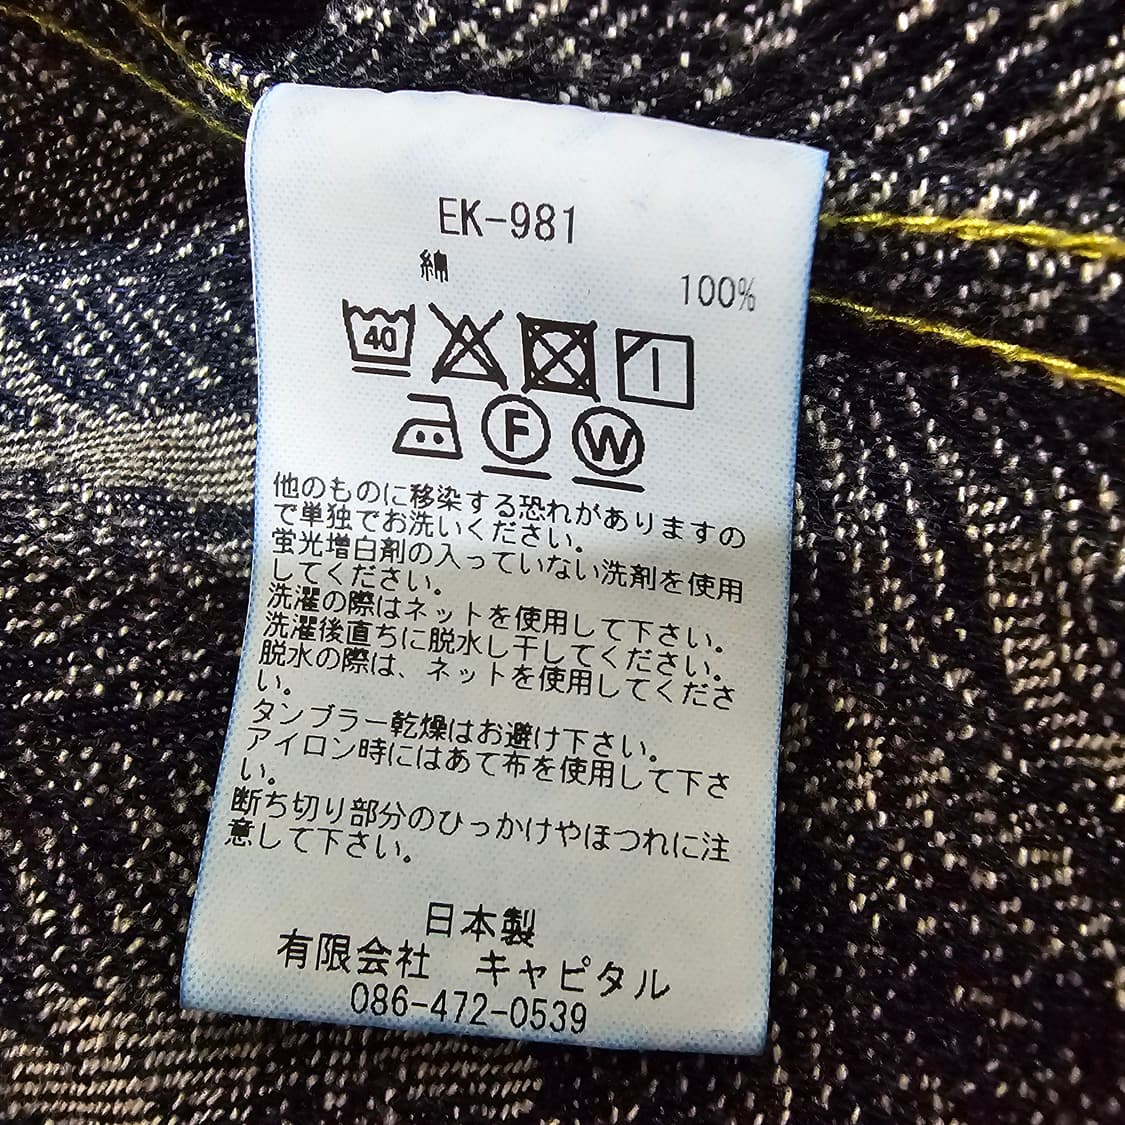 EK-981
綿 100%
40
F W
他のものに移染する恐れがありますの
で単独でお洗いください。
蛍光増白剤の入っていない洗剤を使用
してください。
洗濯の際はネットを使用して下さい。
洗濯後直ちに脱水し干してください。
脱水の際は、ネットを使用してくださ
い。
タンブラー乾燥はお避け下さい。
アイロン時にはあて布を使用して下さ
い。
断ち切り部分のひっかけやほつれに注
意して下さい。
日本製
有限会社 キャピタル
086-472-0539